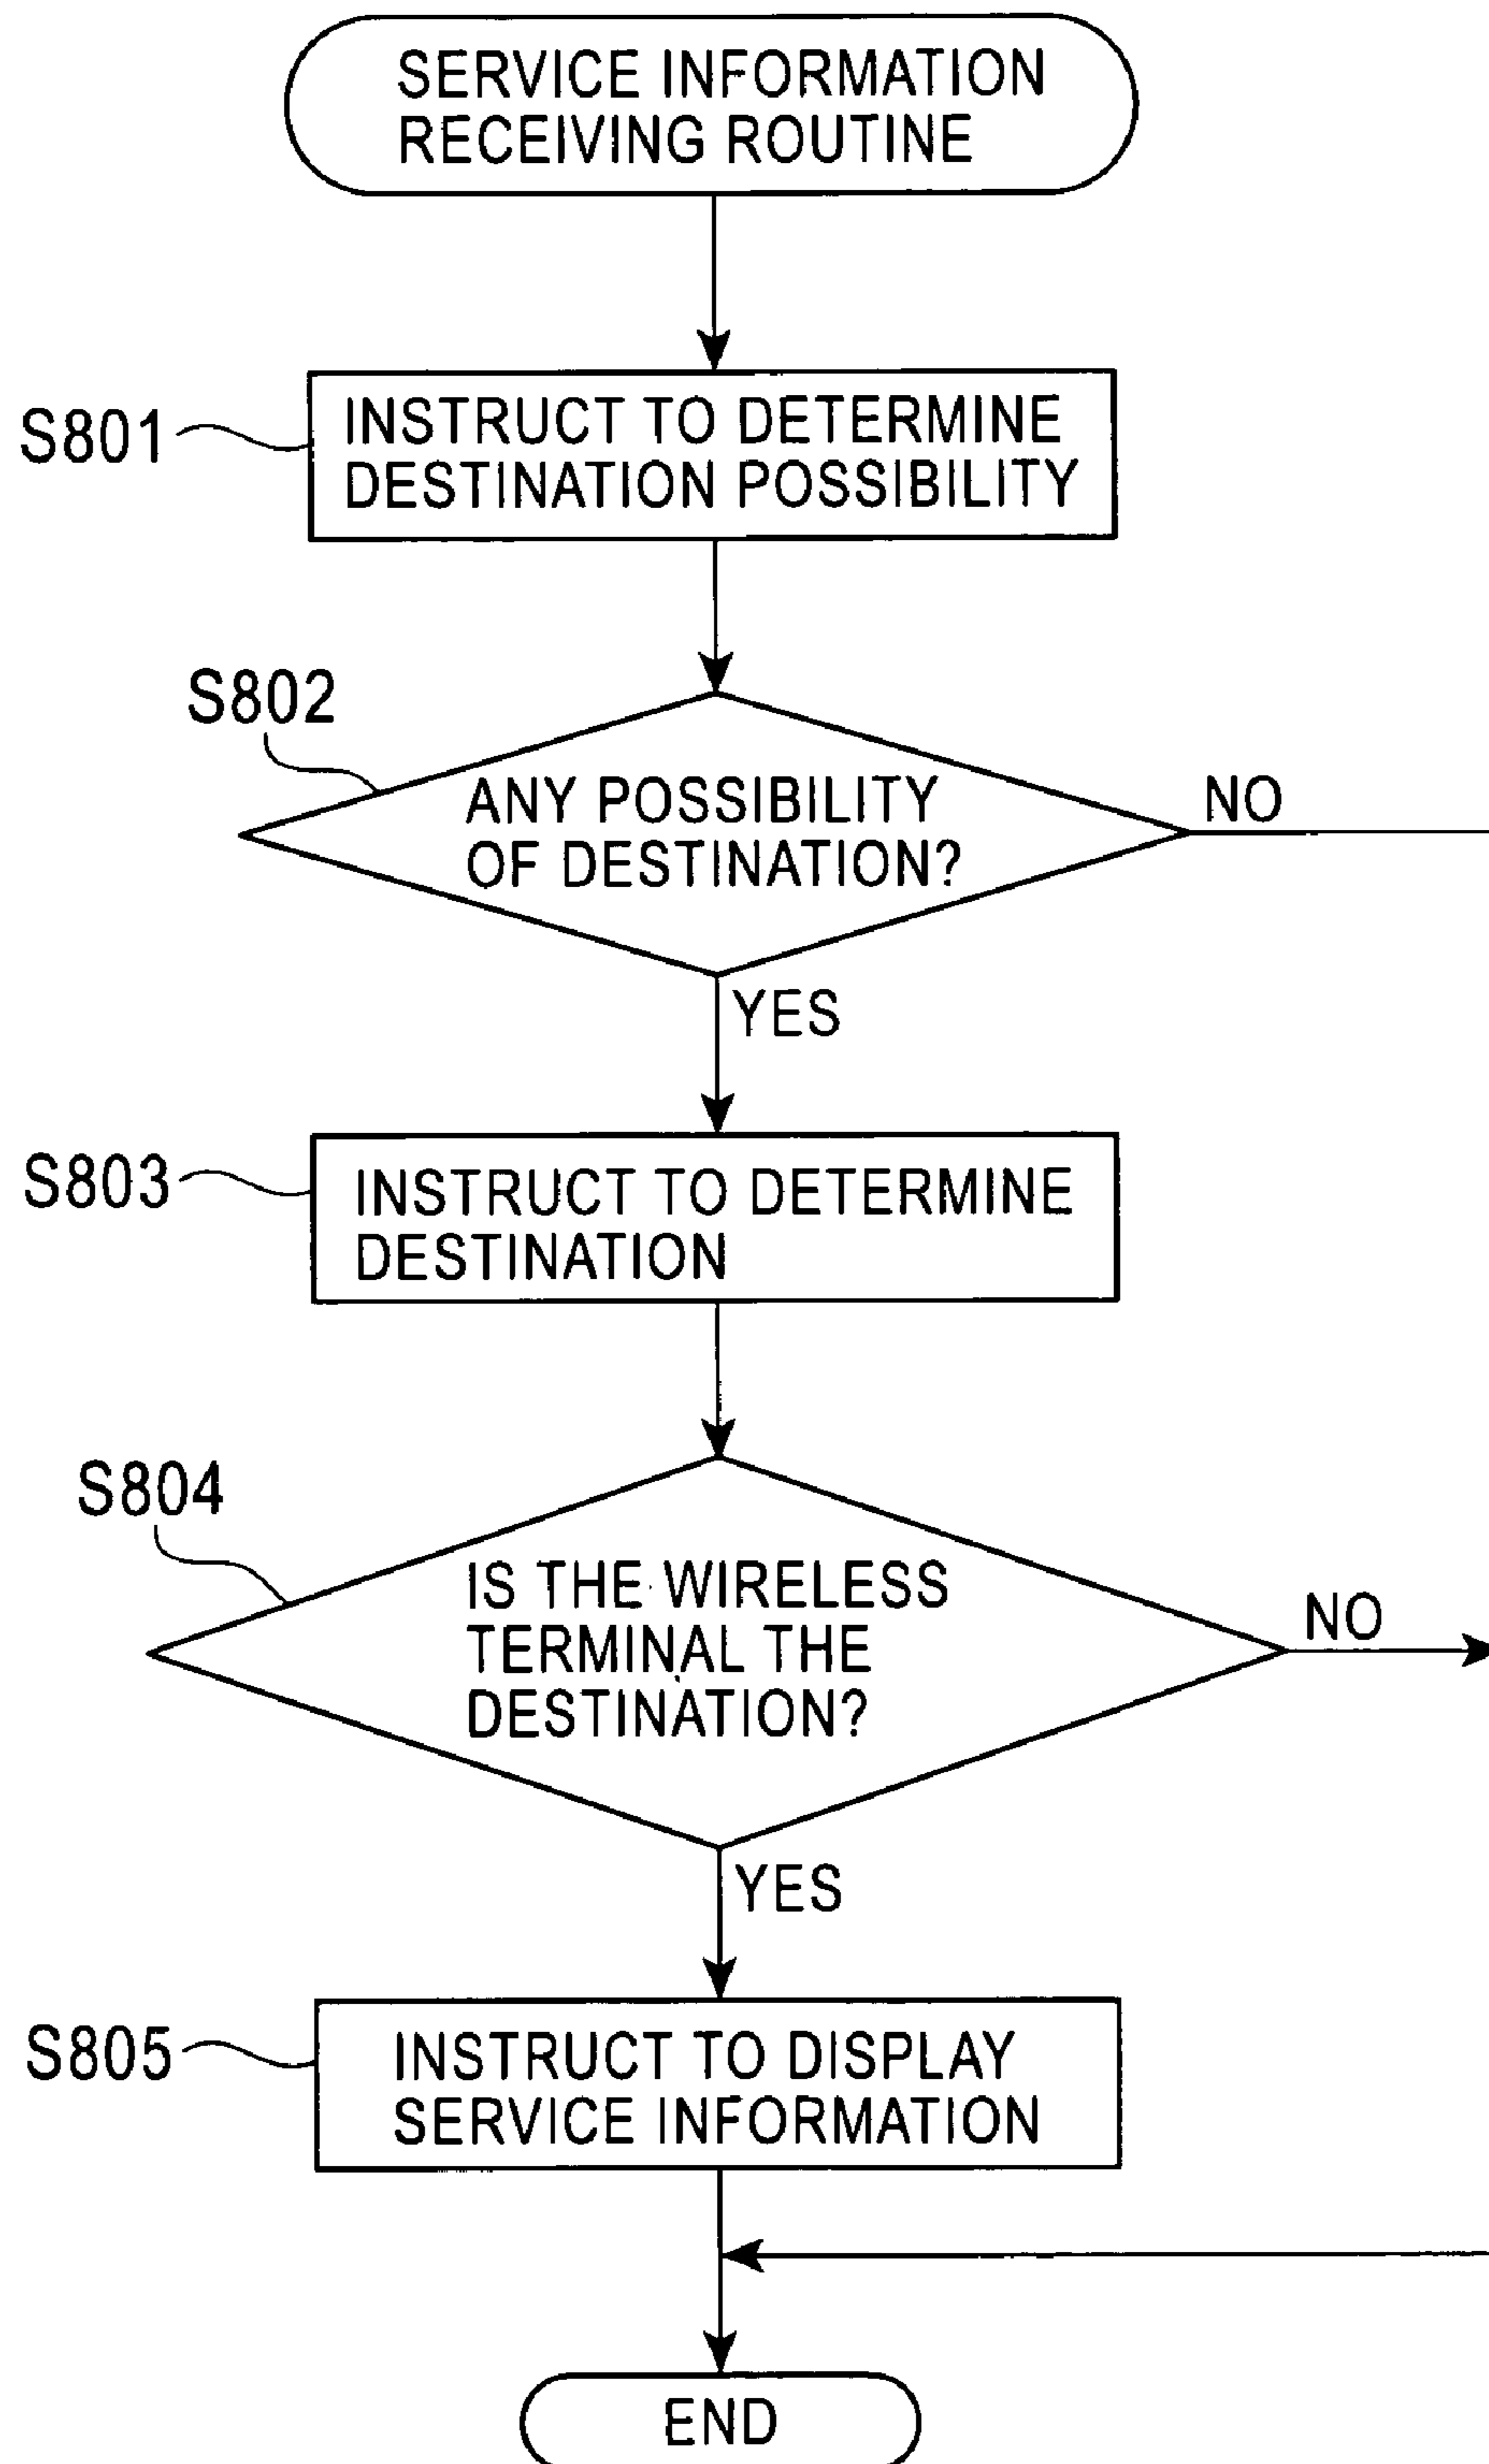 SERVICE INFORMATION
RECEIVING ROUTINE
S801
INSTRUCT TO DETERMINE
DESTINATION POSSIBILITY
S802
ANY POSSIBILITY
OF DESTINATION?
NO
YES
S803
INSTRUCT TO DETERMINE
DESTINATION
S804
IS THE WIRELESS
TERMINAL THE
DESTINATION?
NO
YES
S805
INSTRUCT TO DISPLAY
SERVICE INFORMATION
END